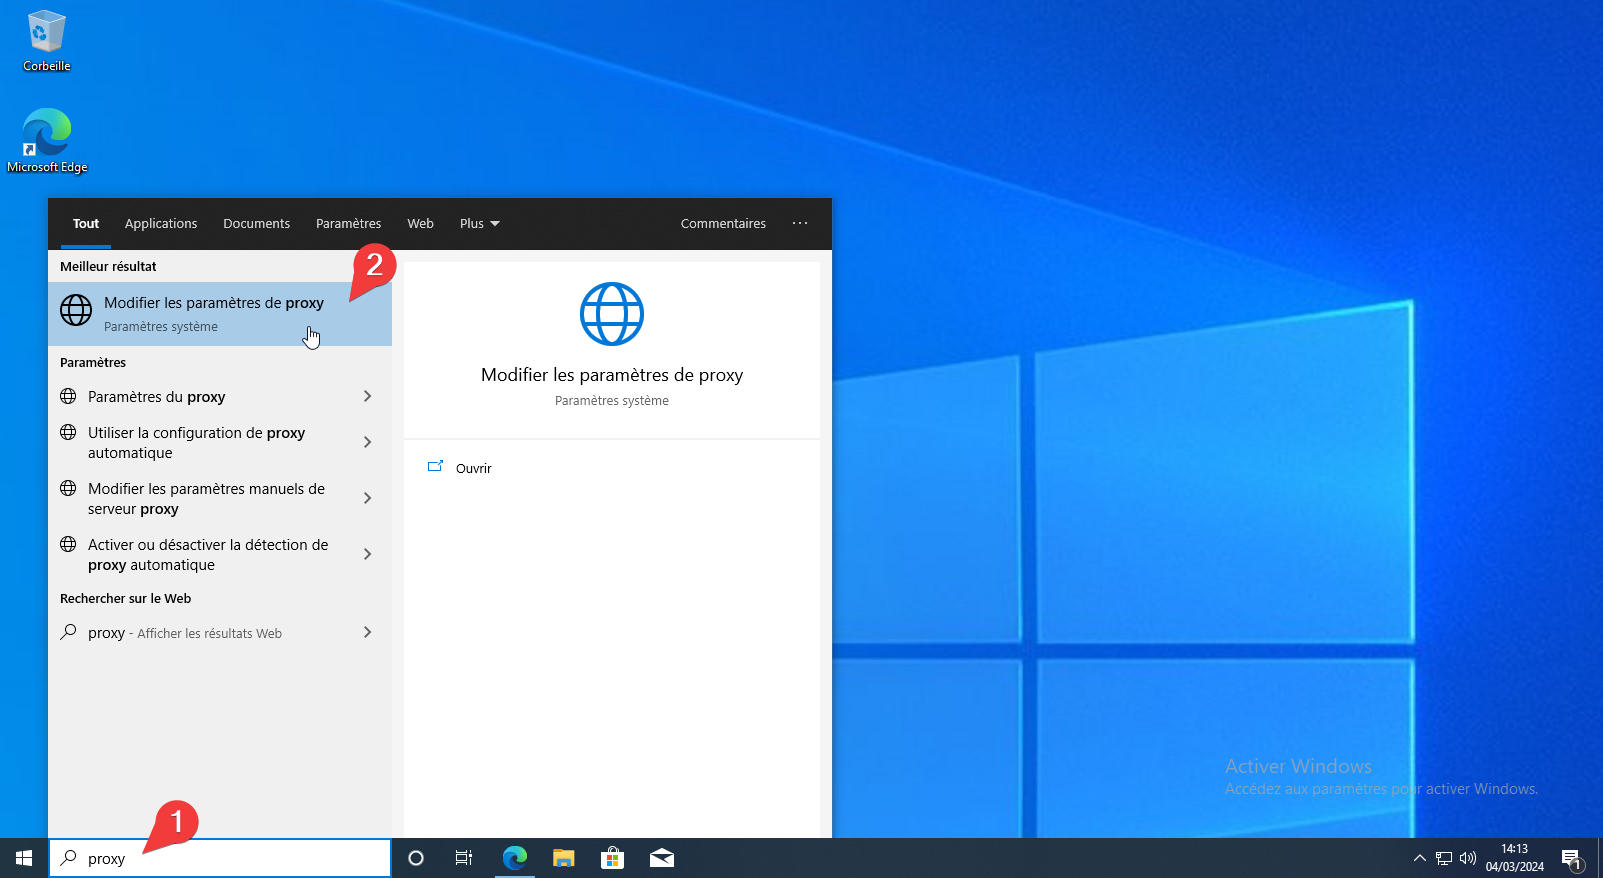 Corbeille
Microsoft Edge
Tout Applications Documents Paramètres Web Plus Commentaires ...
Meilleur résultat
2
Modifier les paramètres de proxy
Paramètres système
Paramètres
Paramètres du proxy
Utiliser la configuration de proxy
automatique
Modifier les paramètres manuels de
serveur proxy
Activer ou désactiver la détection de
proxy automatique
Rechercher sur le Web
proxy - Afficher les résultats Web
Modifier les paramètres de proxy
Paramètres système
Ouvrir
Activer Windows
Accédez aux paramètres pour activer Windows.
1
proxy
14:13
04/03/2024
1